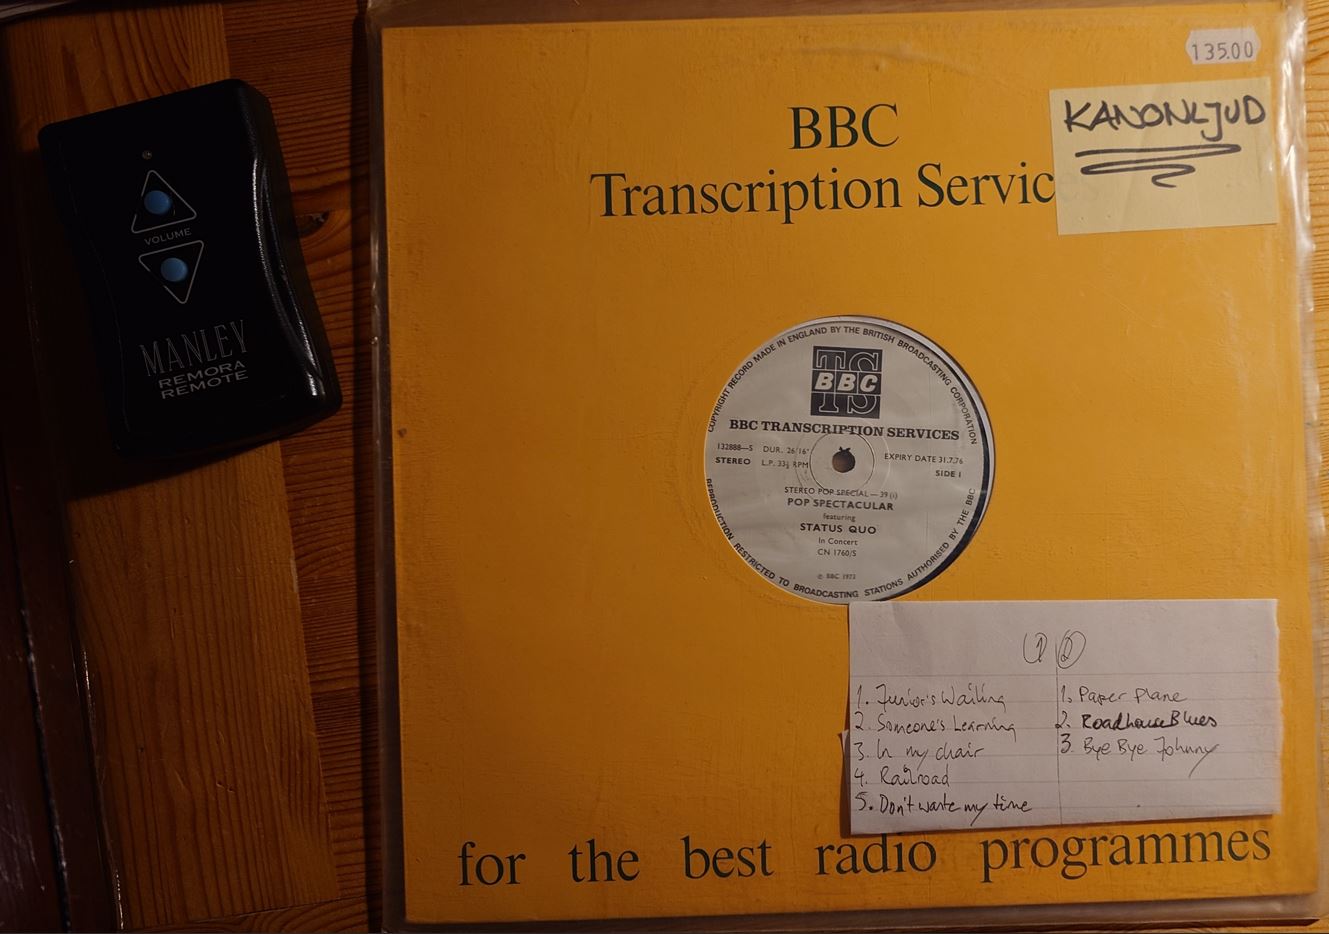 135.00
KANONLJUD
BBC
Transcription Servic
VOLUME
MANLEY
REMORA
REMOTE
COPYRIGHT RECORD MADE IN ENGLAND BY THE BRITISH BROADCASTING CORPORATION
TS
BBC
BBC TRANSCRIPTION SERVICES
132888—S DUR. 26'16" EXPIRY DATE 31.7.76
STEREO L.P. 33⅓ RPM SIDE 1
STEREO POP SPECIAL — 39 (i)
POP SPECTACULAR
featuring
STATUS QUO
In Concert
CN 1760/S
© BBC 1973
REPRODUCTION RESTRICTED TO BROADCASTING STATIONS AUTHORISED BY THE BBC
1 2
1. Junior's Wailing 1. Paper Plane
2. Someone's Learning 2. Roadhouse Blues
3. In my chair 3. Bye Bye Johnny
4. Railroad
5. Don't waste my time
for the best radio programmes